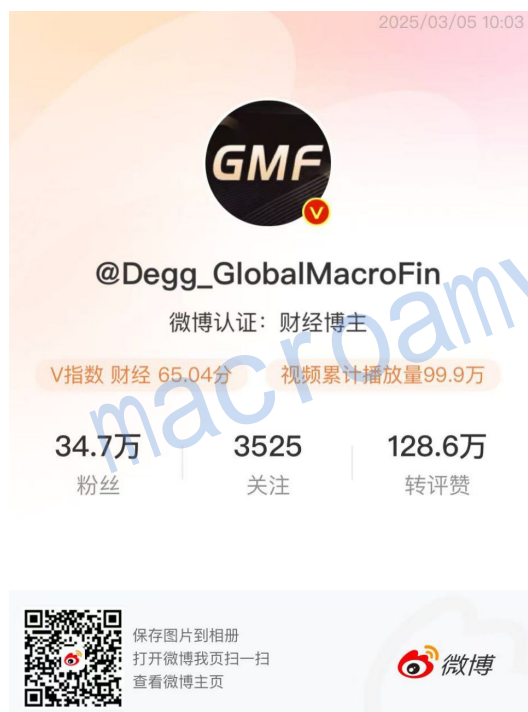 2025/03/05 10:03
GMF
V
@Degg_GlobalMacroFin
微博认证：财经博主
V指数 财经 65.04分 视频累计播放量99.9万
34.7万 3525 128.6万
粉丝 关注 转评赞
macroamy
保存图片到相册
打开微博我页扫一扫
查看微博主页
微博